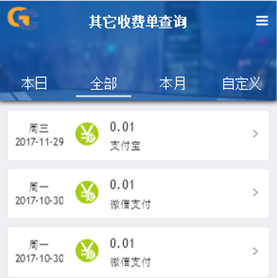 其它收费单查询
本日 全部 本月 自定义
周三 0.01
2017-11-29 支付宝
周一 0.01
2017-10-30 微信支付
周一 0.01
2017-10-30 微信支付